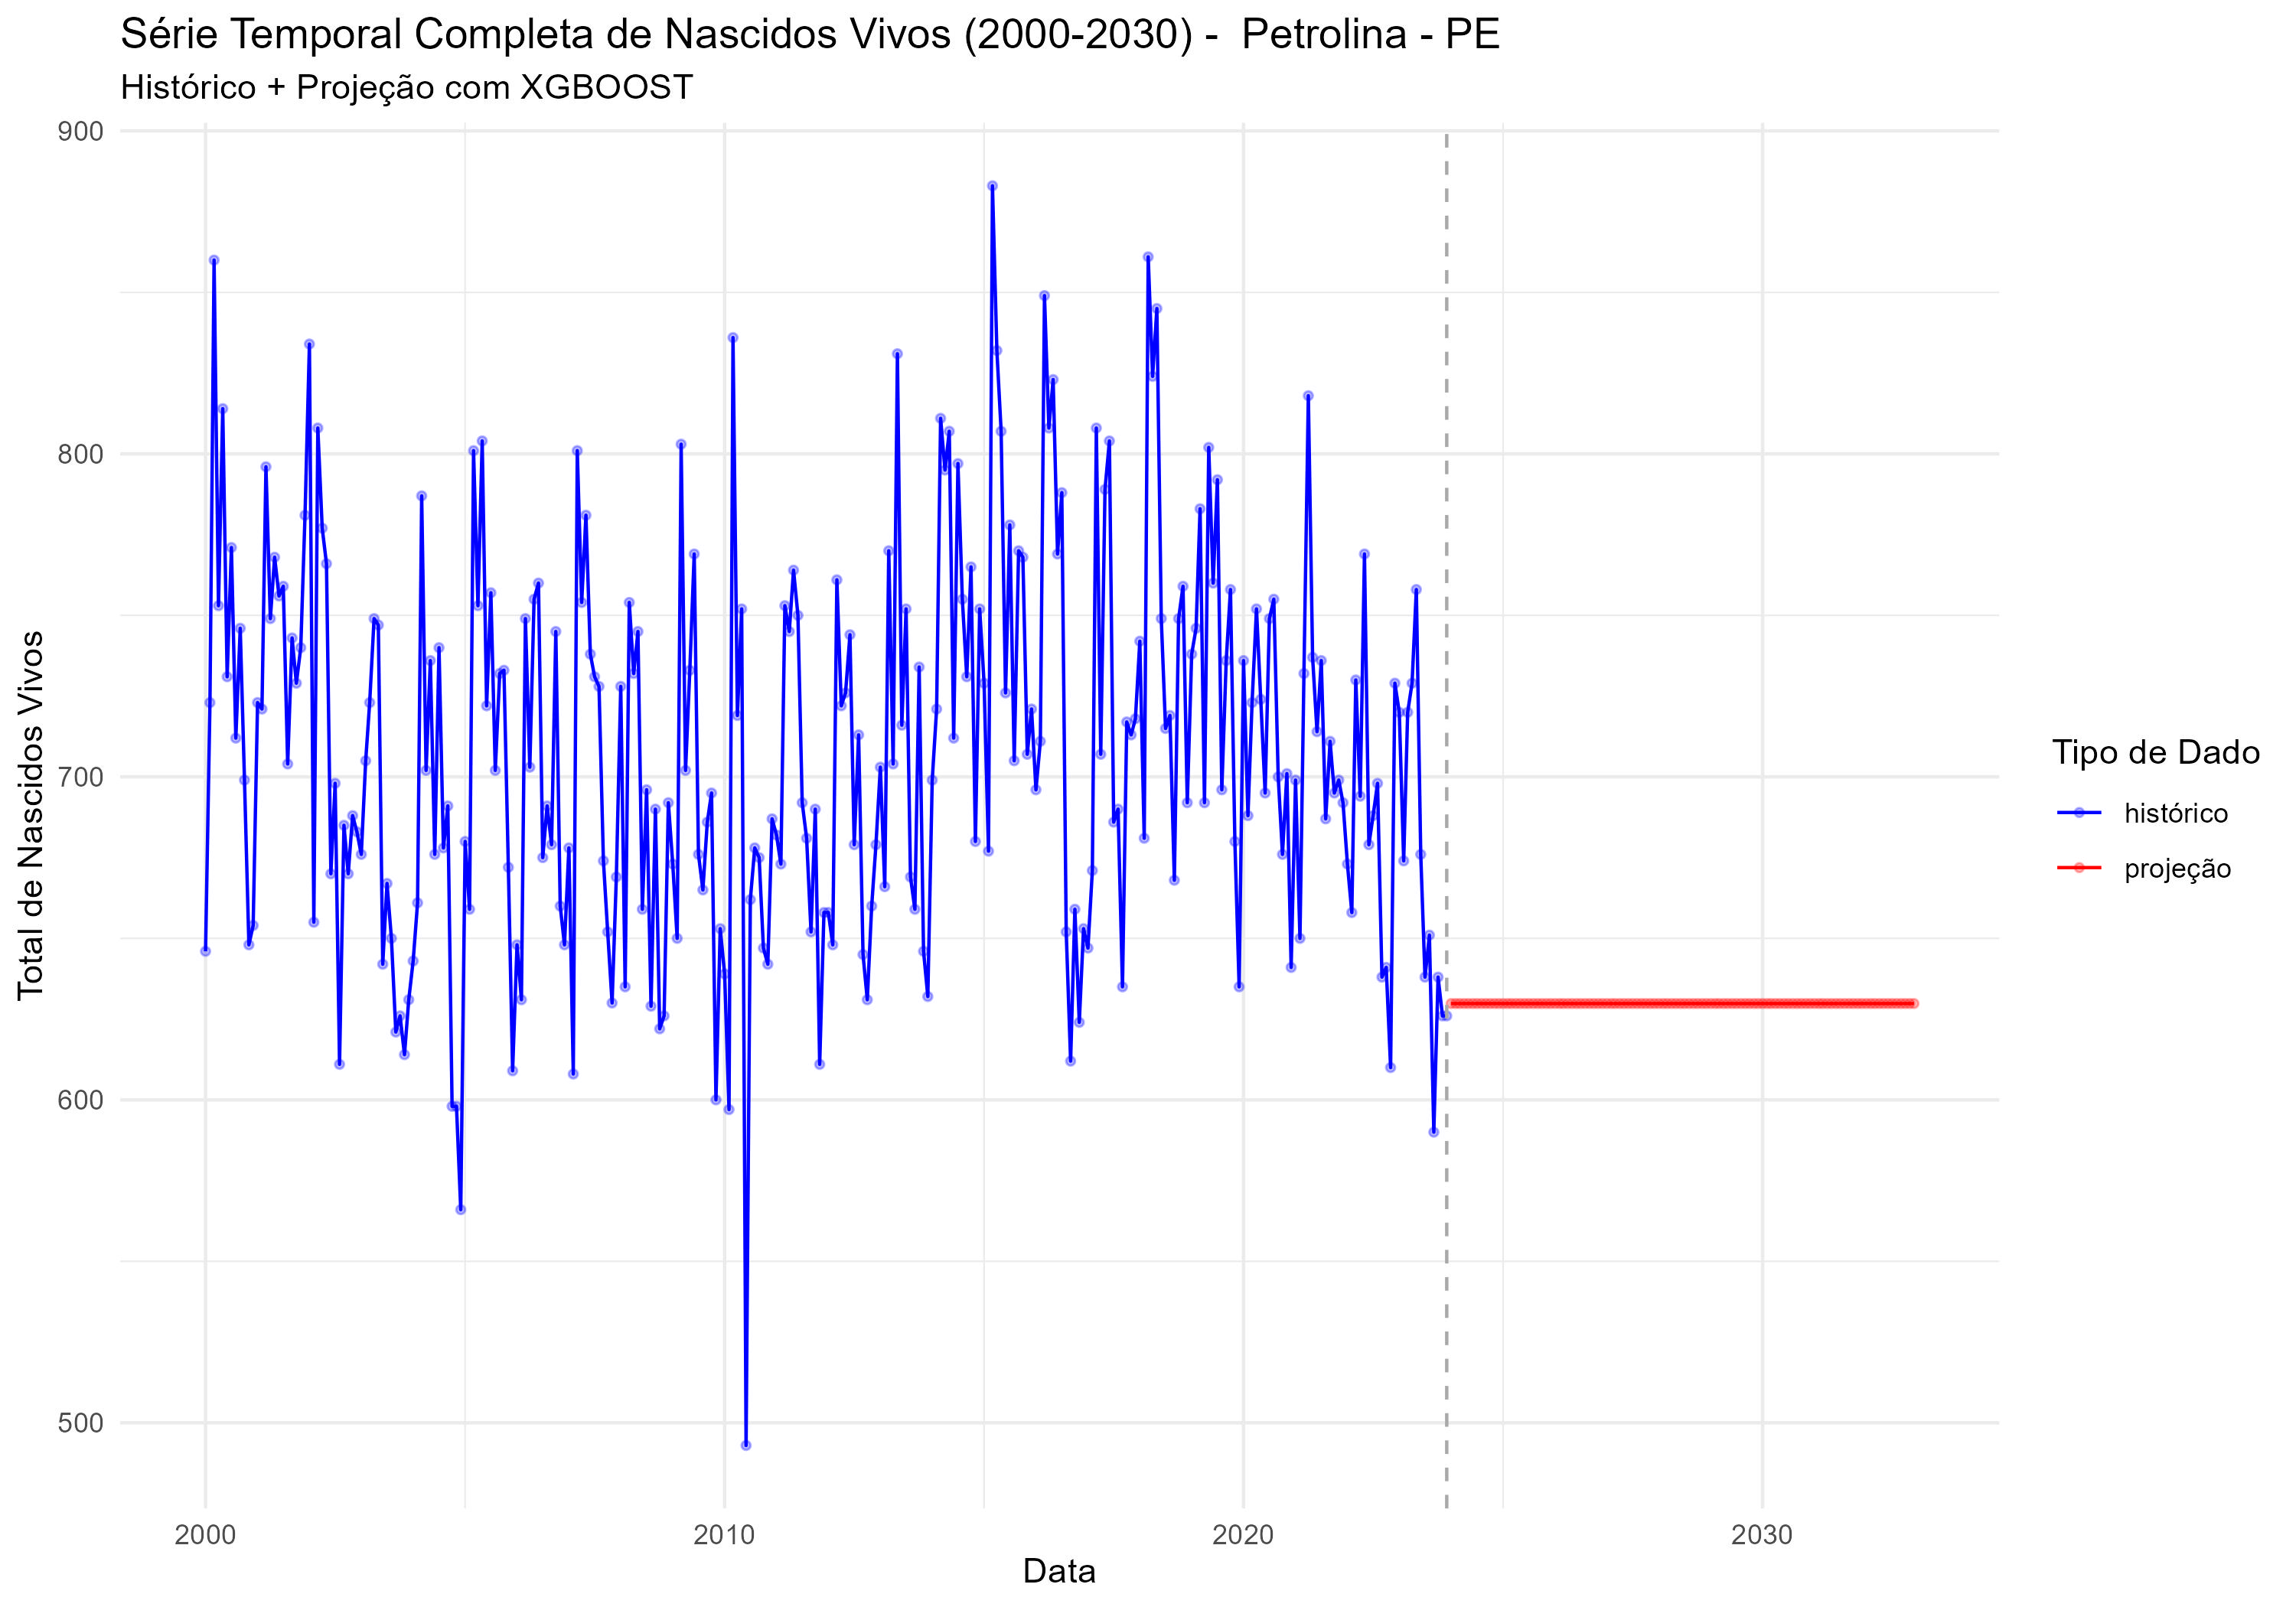 Série Temporal Completa de Nascidos Vivos (2000-2030) -  Petrolina - PE
Histórico + Projeção com XGBOOST
900
800
700
600
500
Total de Nascidos Vivos
2000
2010
2020
2030
Data
Tipo de Dado
histórico
projeção